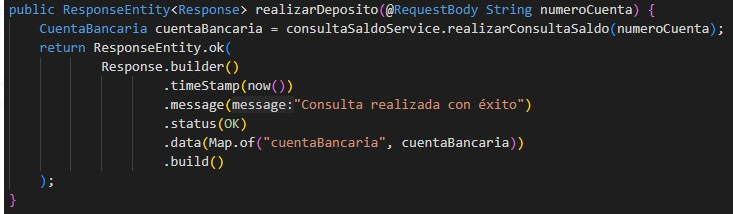 public ResponseEntity<Response> realizarDeposito(@RequestBody String numeroCuenta) {
    CuentaBancaria cuentaBancaria = consultaSaldoService.realizarConsultaSaldo(numeroCuenta);
    return ResponseEntity.ok(
            Response.builder()
                    .timeStamp(now())
                    .message(message:"Consulta realizada con éxito")
                    .status(OK)
                    .data(Map.of("cuentaBancaria", cuentaBancaria))
                    .build()
    );
}